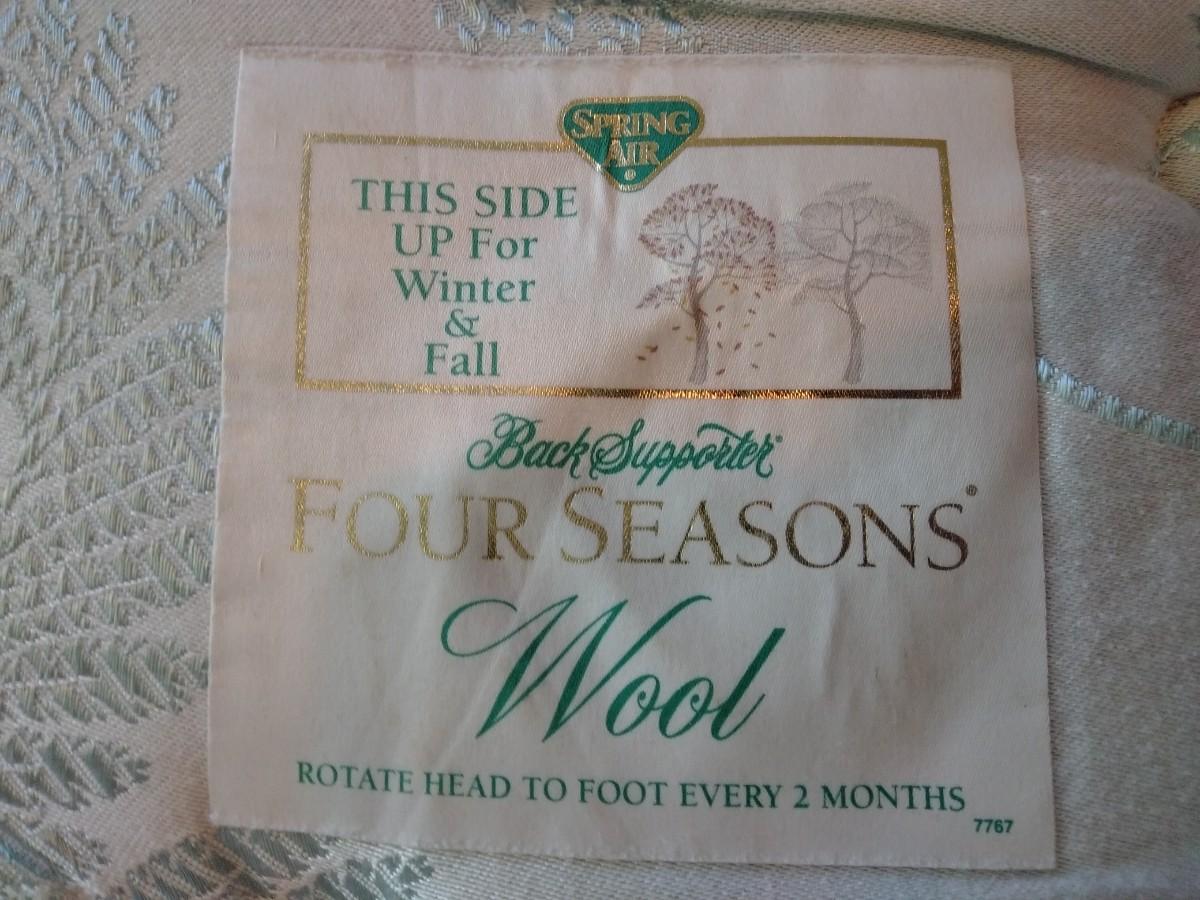 SPRING
AIR®
THIS SIDE
UP For
Winter
&
Fall
Back Supporter®
FOUR SEASONS®
Wool
ROTATE HEAD TO FOOT EVERY 2 MONTHS
7767